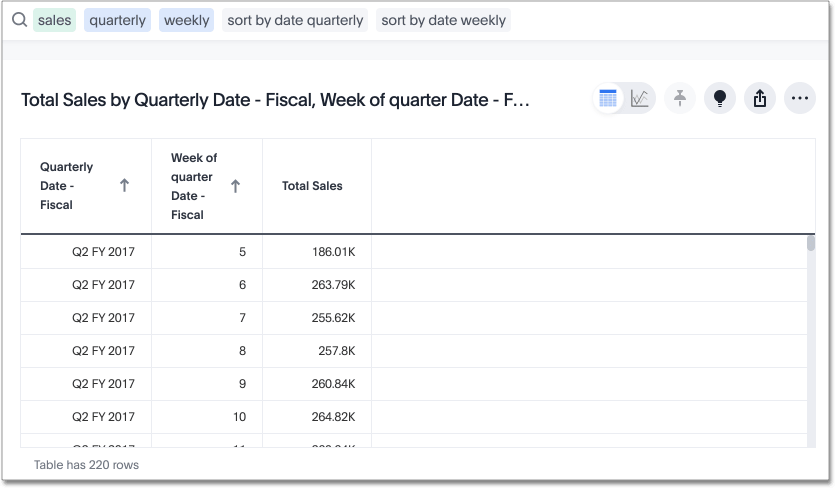 sales quarterly weekly sort by date quarterly sort by date weekly
Total Sales by Quarterly Date - Fiscal, Week of quarter Date - F...
Quarterly
Date -
Fiscal
Week of
quarter
Date -
Fiscal
Total Sales
Q2 FY 2017 5 186.01K
Q2 FY 2017 6 263.79K
Q2 FY 2017 7 255.62K
Q2 FY 2017 8 257.8K
Q2 FY 2017 9 260.84K
Q2 FY 2017 10 264.82K
Table has 220 rows